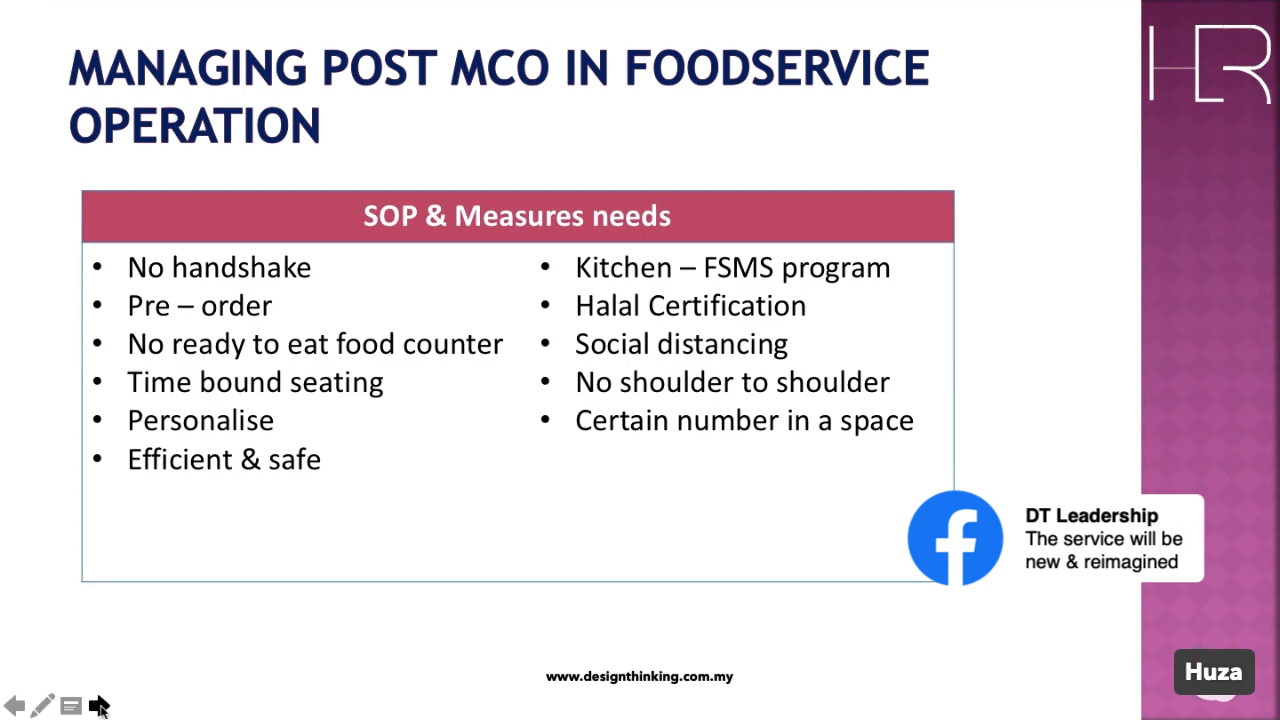 MANAGING POST MCO IN FOODSERVICE
OPERATION
HR
SOP & Measures needs
• No handshake
• Pre – order
• No ready to eat food counter
• Time bound seating
• Personalise
• Efficient & safe
• Kitchen – FSMS program
• Halal Certification
• Social distancing
• No shoulder to shoulder
• Certain number in a space
DT Leadership
The service will be
new & reimagined
www.designthinking.com.my
Huza